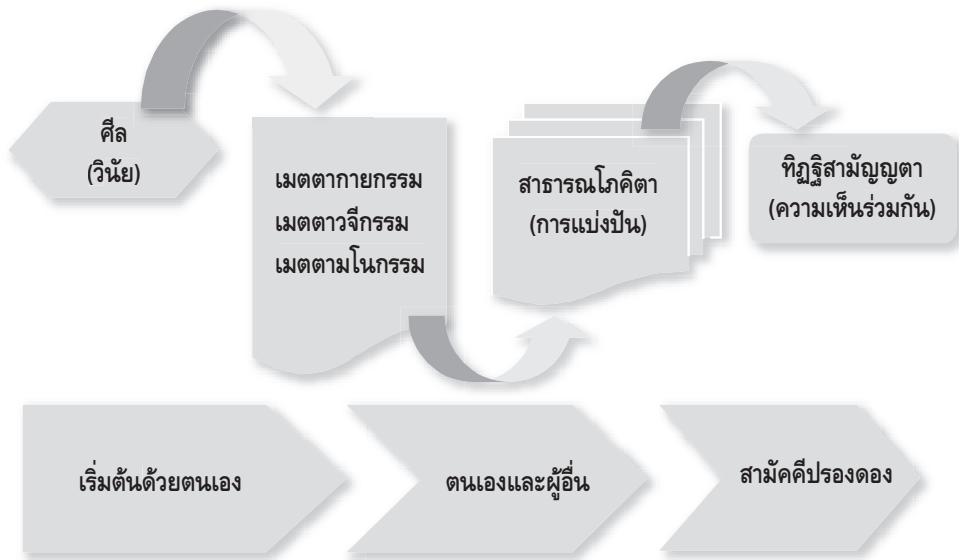 ศีล
(วินัย)
เมตตากายกรรม
เมตตาวจีกรรม
เมตตามโนกรรม
สาธารณโภคิตา
(การแบ่งปัน)
ทิฏฐิสามัญญตา
(ความเห็นร่วมกัน)
เริ่มต้นด้วยตนเอง
ตนเองและผู้อื่น
สามัคคีปรองดอง